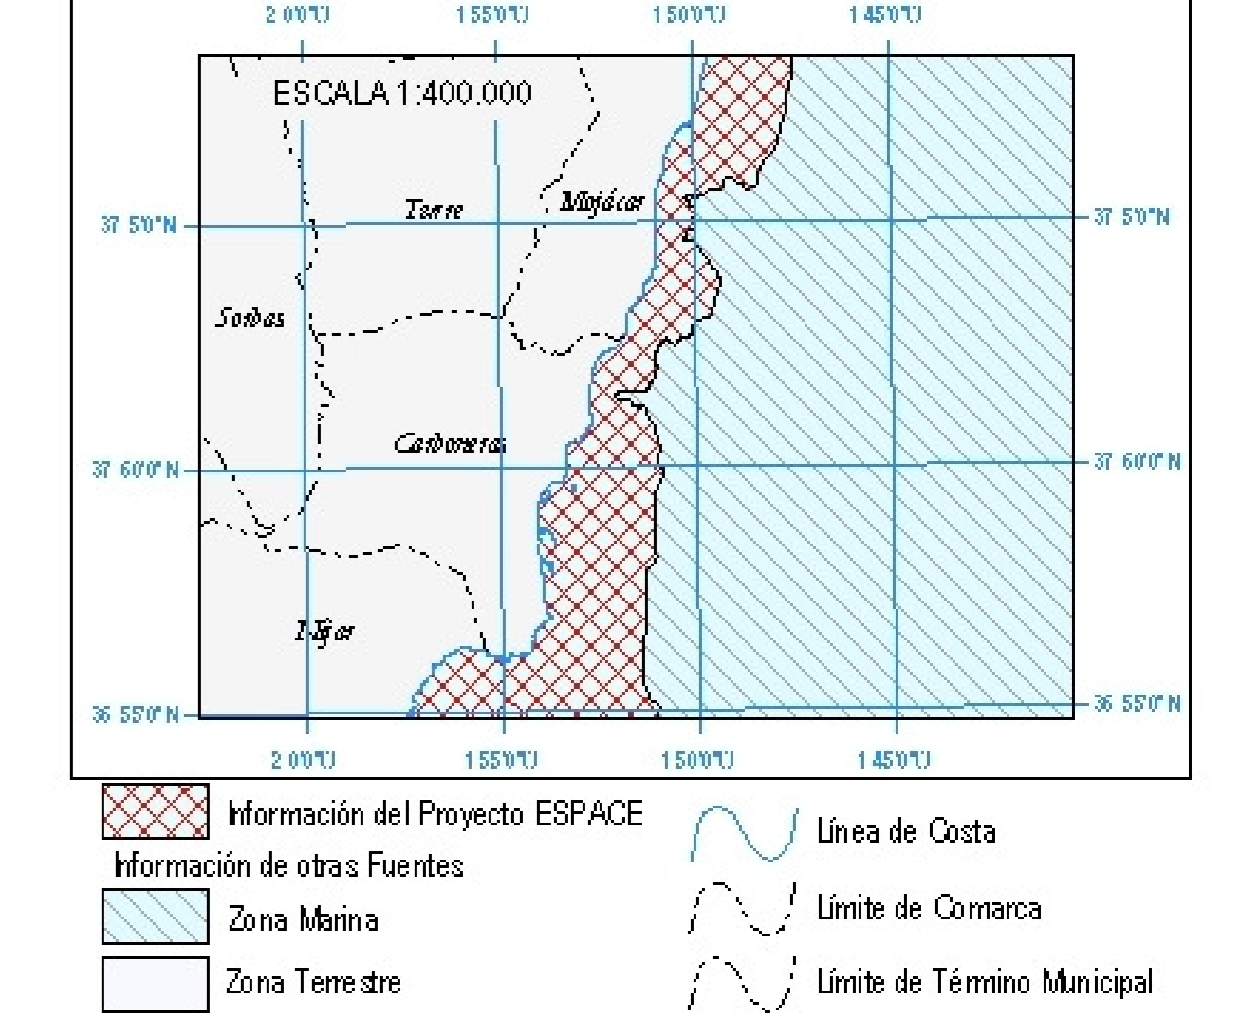 2 0'0"O 1 55'0"O 1 50'0"O 1 45'0"O
ESCALA 1:400.000
Turre Mojácar
37 5'0"N 37 5'0"N
Sorbas
Carboneras
37 60'0"N 37 60'0"N
Níjar
36 55'0"N 36 55'0"N
2 0'0"O 1 55'0"O 1 50'0"O 1 45'0"O
Información del Proyecto ESPACE
Línea de Costa
Información de otras Fuentes
Límite de Comarca
Zona Marina
Zona Terrestre
Límite de Término Municipal